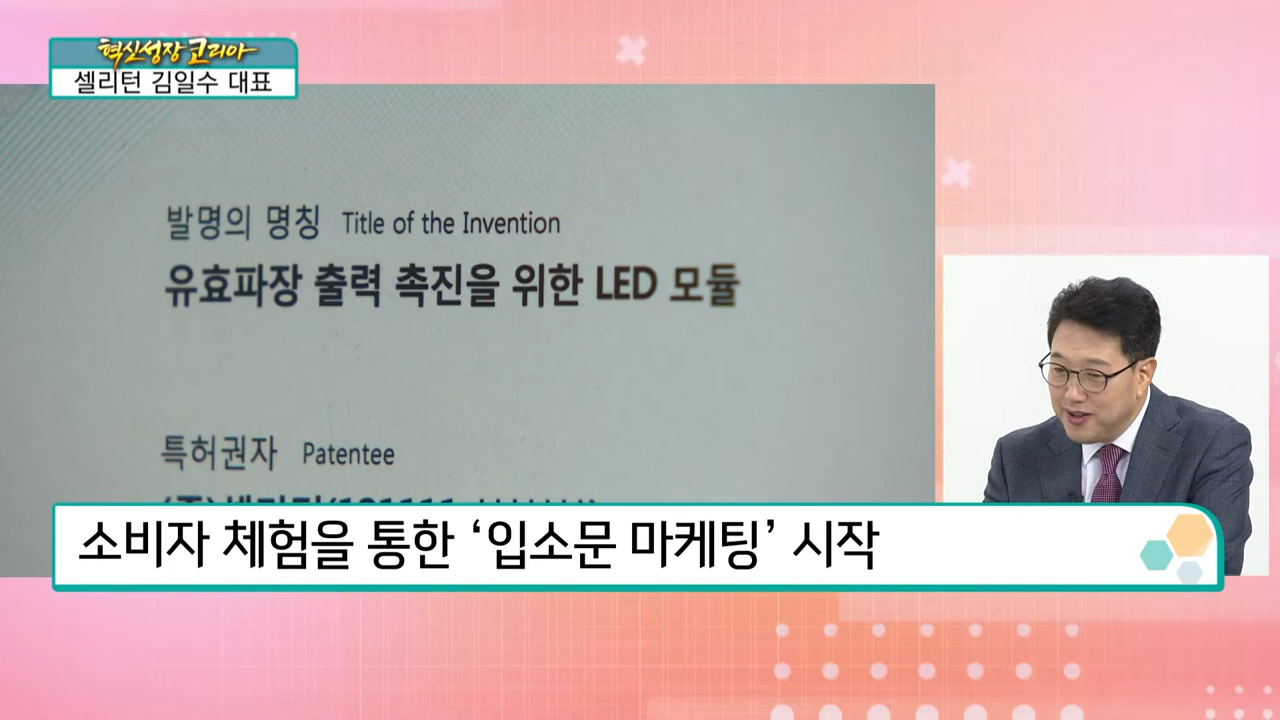 혁신성장 코리아
셀리턴 김일수 대표
발명의 명칭 Title of the Invention
유효파장 출력 촉진을 위한 LED 모듈
특허권자 Patentee
소비자 체험을 통한 ‘입소문 마케팅’ 시작